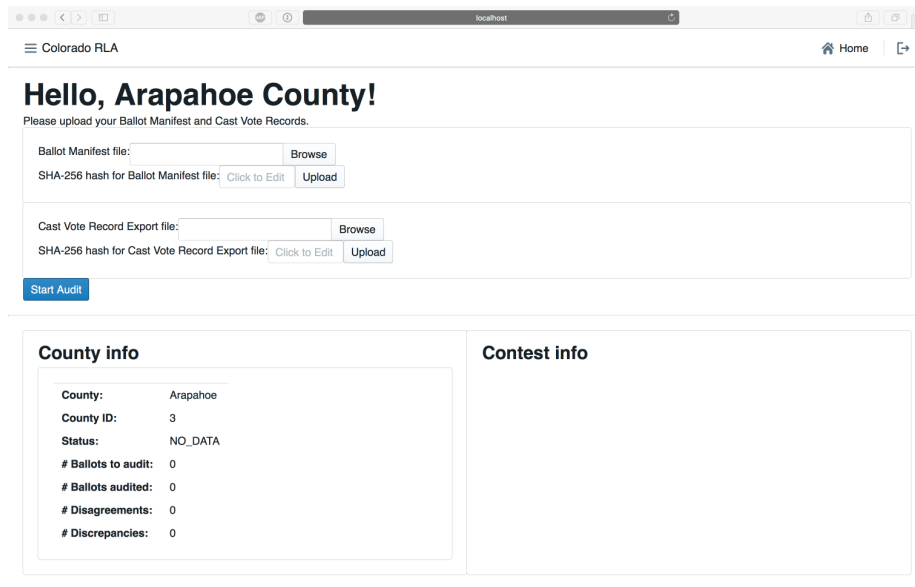 localhost
Colorado RLA Home
Hello, Arapahoe County!
Please upload your Ballot Manifest and Cast Vote Records.
Ballot Manifest file: Browse
SHA-256 hash for Ballot Manifest file: Click to Edit Upload
Cast Vote Record Export file: Browse
SHA-256 hash for Cast Vote Record Export file: Click to Edit Upload
Start Audit
County info
County: Arapahoe
County ID: 3
Status: NO_DATA
# Ballots to audit: 0
# Ballots audited: 0
# Disagreements: 0
# Discrepancies: 0
Contest info